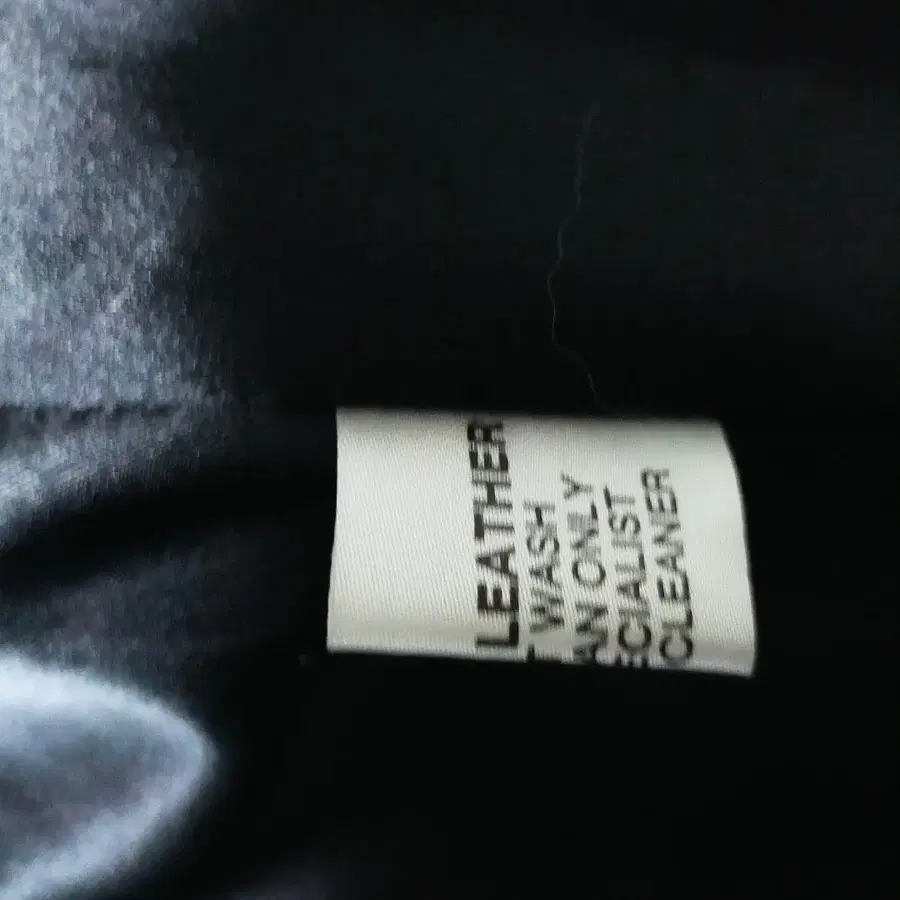 LEATHER
T WASH
AN ONLY
ECIALIST
CLEANER